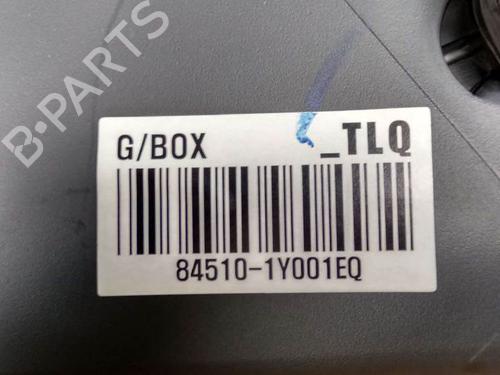 B-PARTS
G/BOX _TLQ
84510-1Y001EQ